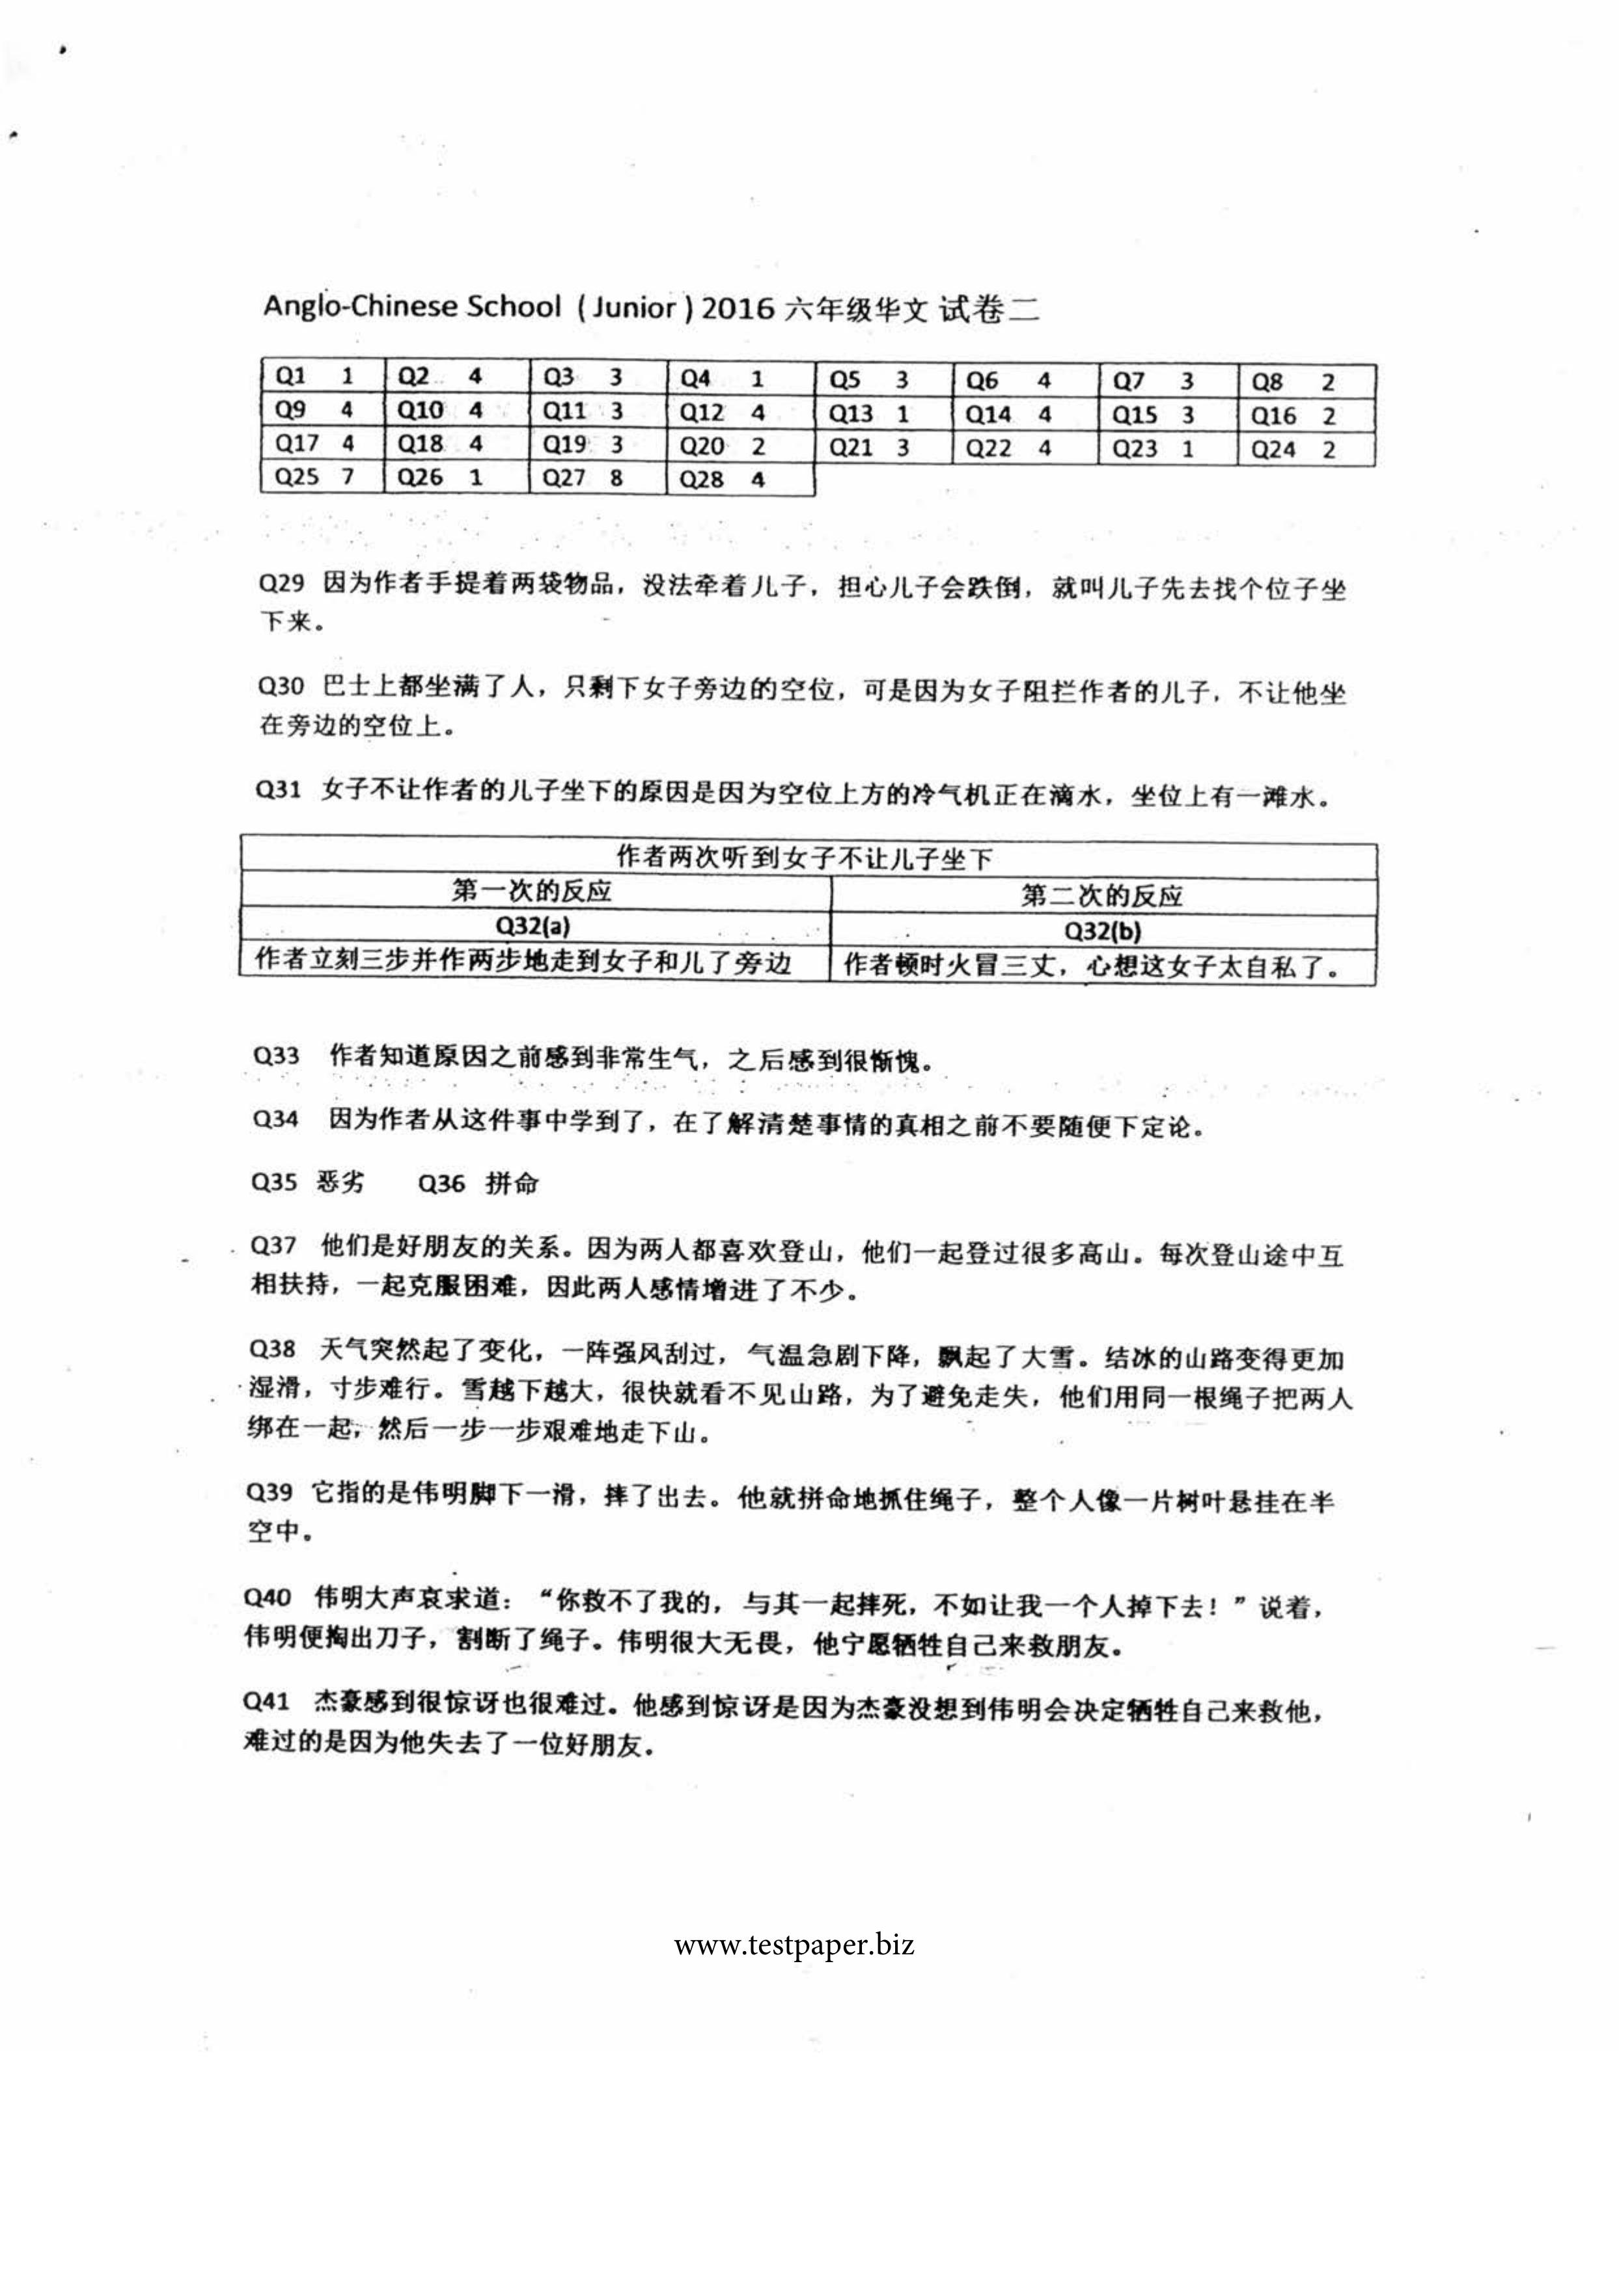 Anglo-Chinese School ( Junior ) 2016 六年级华文 试卷二
Q1 1 Q2 4 Q3 3 Q4 1 Q5 3 Q6 4 Q7 3 Q8 2
Q9 4 Q10 4 Q11 3 Q12 4 Q13 1 Q14 4 Q15 3 Q16 2
Q17 4 Q18 4 Q19 3 Q20 2 Q21 3 Q22 4 Q23 1 Q24 2
Q25 7 Q26 1 Q27 8 Q28 4
Q29 因为作者手提着两袋物品，没法牵着儿子，担心儿子会跌倒，就叫儿子先去找个位子坐
下来。
Q30 巴士上都坐满了人，只剩下女子旁边的空位，可是因为女子阻拦作者的儿子，不让他坐
在旁边的空位上。
Q31 女子不让作者的儿子坐下的原因是因为空位上方的冷气机正在滴水，坐位上有一滩水。
作者两次听到女子不让儿子坐下
第一次的反应 第二次的反应
Q32(a) Q32(b)
作者立刻三步并作两步地走到女子和儿了旁边 作者顿时火冒三丈，心想这女子太自私了。
Q33 作者知道原因之前感到非常生气，之后感到很惭愧。
Q34 因为作者从这件事中学到了，在了解清楚事情的真相之前不要随便下定论。
Q35 恶劣 Q36 拼命
Q37 他们是好朋友的关系。因为两人都喜欢登山，他们一起登过很多高山。每次登山途中互
相扶持，一起克服困难，因此两人感情增进了不少。
Q38 天气突然起了变化，一阵强风刮过，气温急剧下降，飘起了大雪。结冰的山路变得更加
湿滑，寸步难行。雪越下越大，很快就看不见山路，为了避免走失，他们用同一根绳子把两人
绑在一起，然后一步一步艰难地走下山。
Q39 它指的是伟明脚下一滑，摔了出去。他就拼命地抓住绳子，整个人像一片树叶悬挂在半
空中。
Q40 伟明大声哀求道：“你救不了我的，与其一起摔死，不如让我一个人掉下去！”说着，
伟明便掏出刀子，割断了绳子。伟明很大无畏，他宁愿牺牲自己来救朋友。
Q41 杰豪感到很惊讶也很难过。他感到惊讶是因为杰豪没想到伟明会决定牺牲自己来救他，
难过的是因为他失去了一位好朋友。
www.testpaper.biz